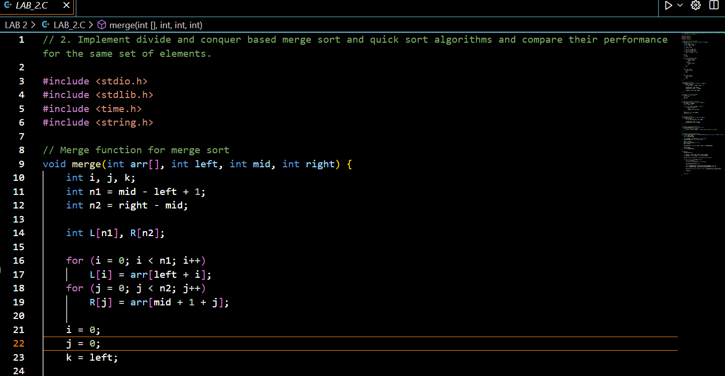 LAB_2.C
LAB 2 > LAB_2.C > merge(int [], int, int, int)
1 // 2. Implement divide and conquer based merge sort and quick sort algorithms and compare their performance
for the same set of elements.
2
3 #include <stdio.h>
4 #include <stdlib.h>
5 #include <time.h>
6 #include <string.h>
7
8 // Merge function for merge sort
9 void merge(int arr[], int left, int mid, int right) {
10 int i, j, k;
11 int n1 = mid - left + 1;
12 int n2 = right - mid;
13
14 int L[n1], R[n2];
15
16 for (i = 0; i < n1; i++)
17 L[i] = arr[left + i];
18 for (j = 0; j < n2; j++)
19 R[j] = arr[mid + 1 + j];
20
21 i = 0;
22 j = 0;
23 k = left;
24